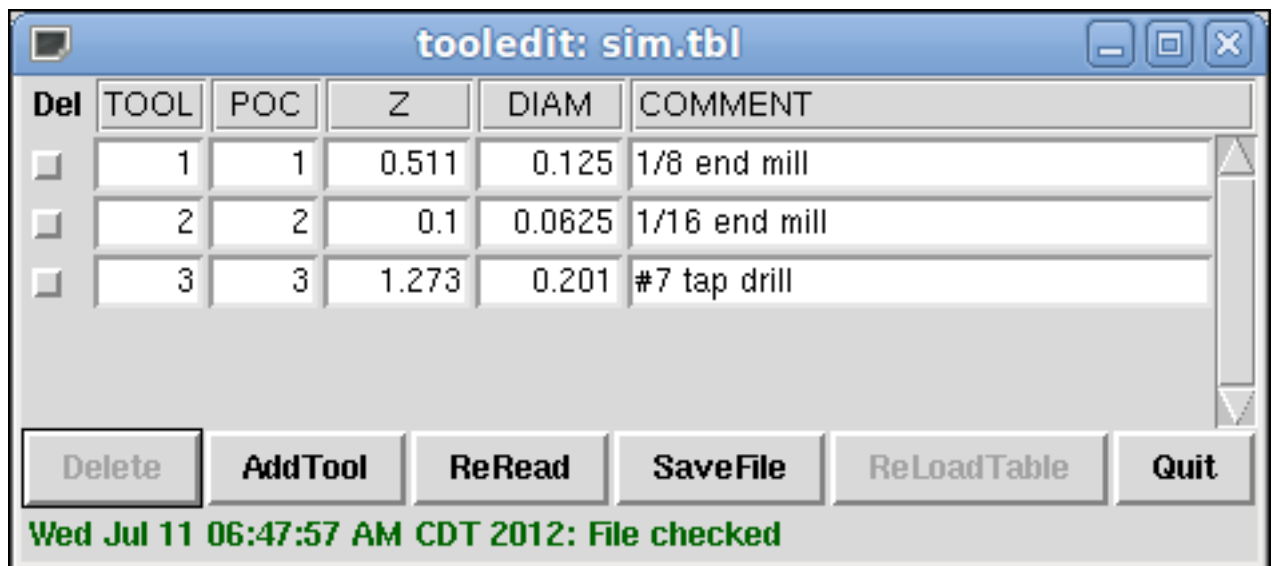 tooledit: sim.tbl
Del TOOL POC Z DIAM COMMENT
1 1 0.511 0.125 1/8 end mill
2 2 0.1 0.0625 1/16 end mill
3 3 1.273 0.201 #7 tap drill
Delete AddTool ReRead SaveFile ReLoadTable Quit
Wed Jul 11 06:47:57 AM CDT 2012: File checked